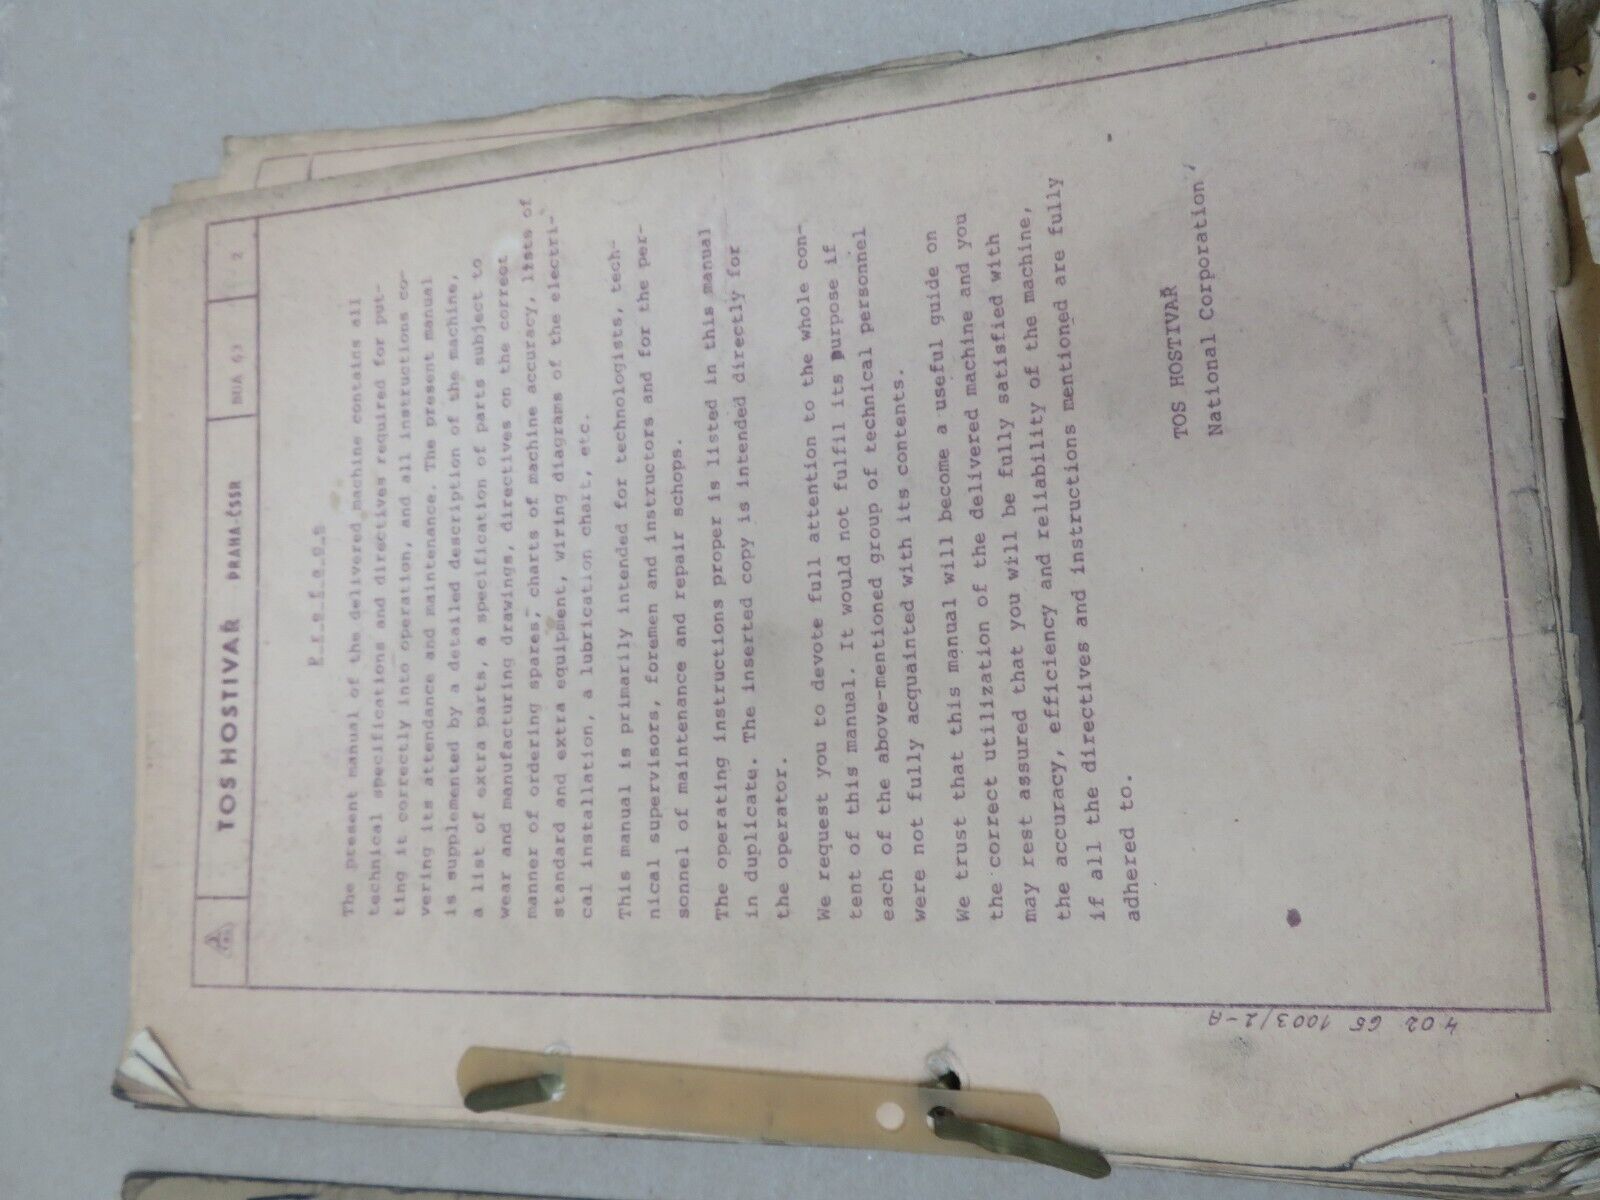 TOS HOSTIVAŘ PRAHA-ČSSR BUA 63 2
P_r_e_f_a_c_e
The present manual of the delivered machine contains all
technical specifications and directives required for put-
ting it correctly into operation, and all instructions co-
vering its attendance and maintenance. The present manual
is supplemented by a detailed description of the machine,
a list of extra parts, a specification of parts subject to
wear and manufacturing drawings, directives on the correct
manner of ordering spares, charts of machine accuracy, lists of
standard and extra equipment, wiring diagrams of the electri-
cal installation, a lubrication chart, etc.
This manual is primarily intended for technologists, tech-
nical supervisors, foremen and instructors and for the per-
sonnel of maintenance and repair schops.
The operating instructions proper is listed in this manual
in duplicate. The inserted copy is intended directly for
the operator.
We request you to devote full attention to the whole con-
tent of this manual. It would not fulfil its purpose if
each of the above-mentioned group of technical personniel
were not fully acquainted with its contents.
We trust that this manual will become a useful guide on
the correct utilization of the delivered machine and you
may rest assured that you will be fully satisfied with
the accuracy, efficiency and reliability of the machine,
if all the directives and instructions mentioned are fully
adhered to.
TOS HOSTIVAŘ
National Corporation
402 65 1003/2-A